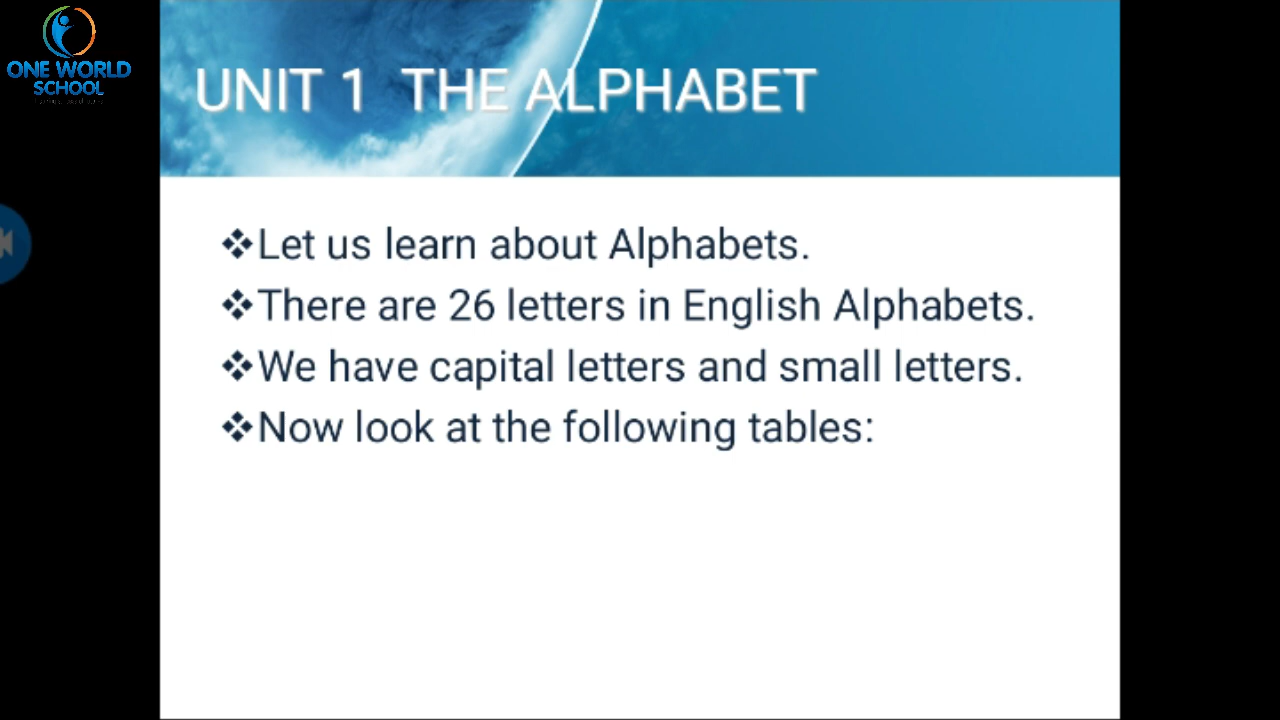 ONE WORLD
SCHOOL
UNIT 1 THE ALPHABET
❖Let us learn about Alphabets.
❖There are 26 letters in English Alphabets.
❖We have capital letters and small letters.
❖Now look at the following tables: